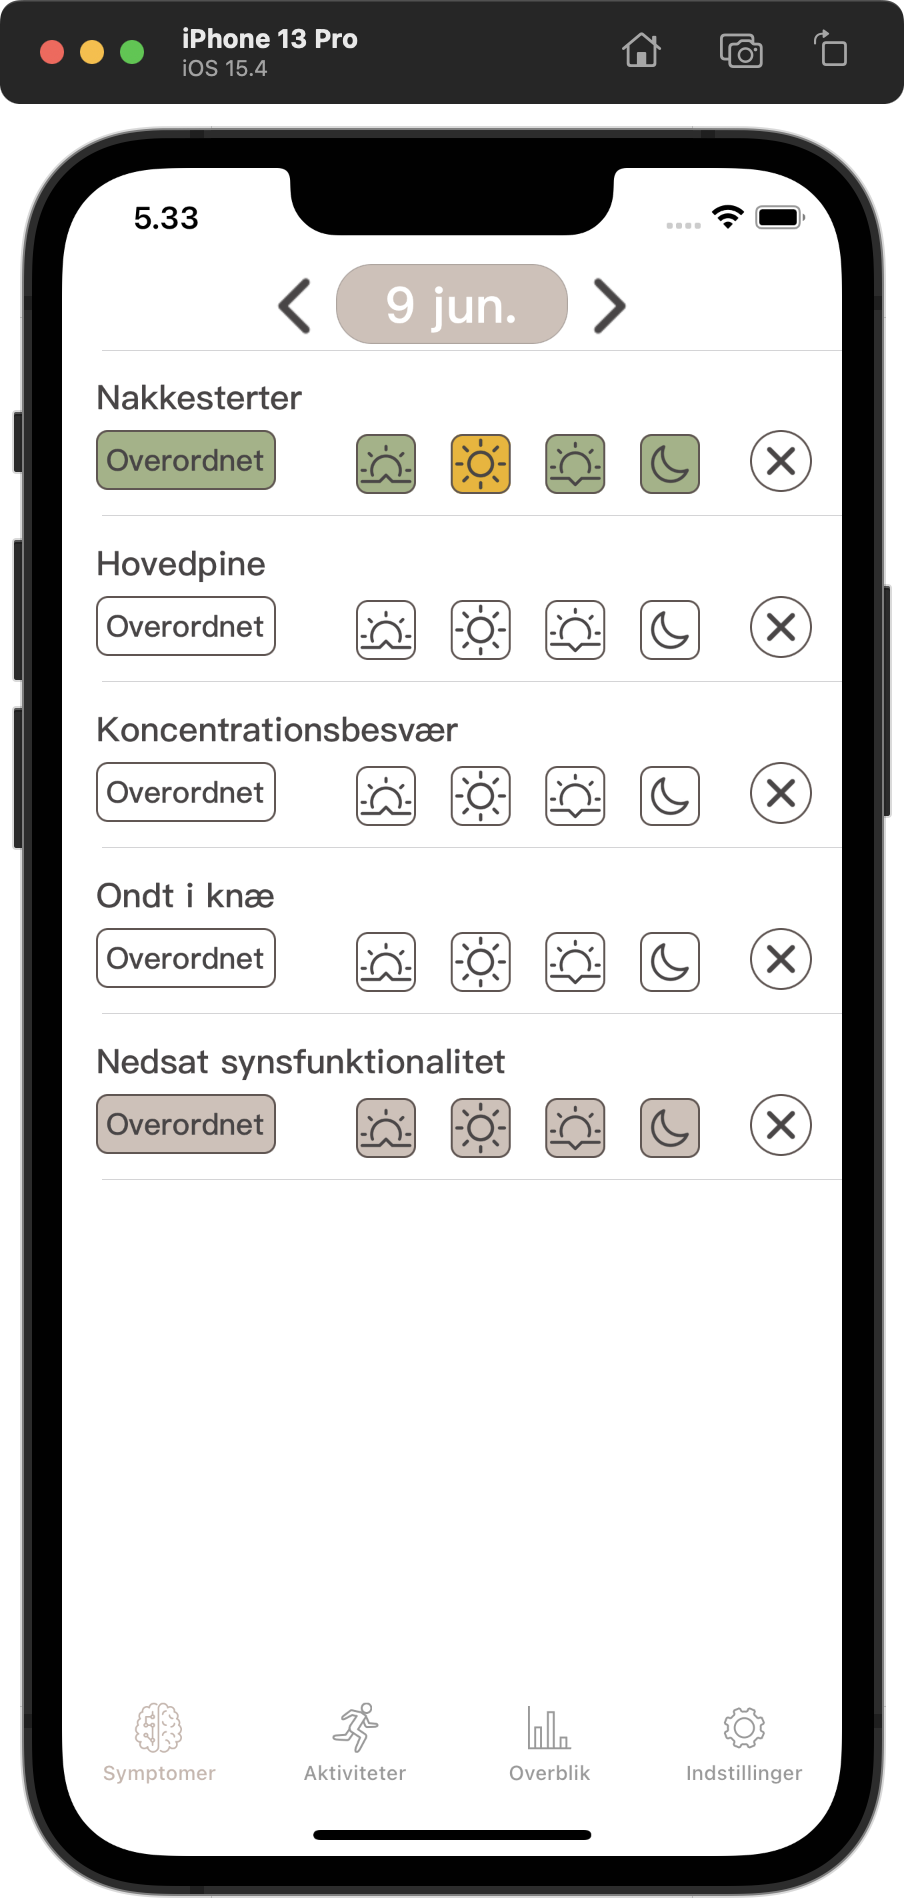 iPhone 13 Pro
iOS 15.4
5.33
9 jun.
Nakkesterter
Overordnet
Hovedpine
Overordnet
Koncentrationsbesvær
Overordnet
Ondt i knæ
Overordnet
Nedsat synsfunktionalitet
Overordnet
Symptomer Aktiviteter Overblik Indstillinger